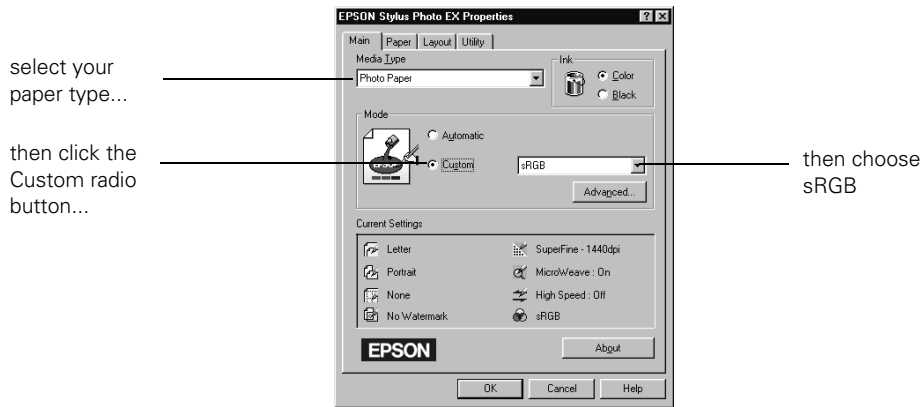 EPSON Stylus Photo EX Properties
Main Paper Layout Utility
Media Type
Photo Paper
Ink
Color
Black
select your
paper type...
Mode
Automatic
Custom
sRGB
Advanced...
then click the
Custom radio
button...
then choose
sRGB
Current Settings
Letter
SuperFine - 1440dpi
Portrait
MicroWeave : On
None
High Speed : Off
No Watermark
sRGB
EPSON
About
OK Cancel Help